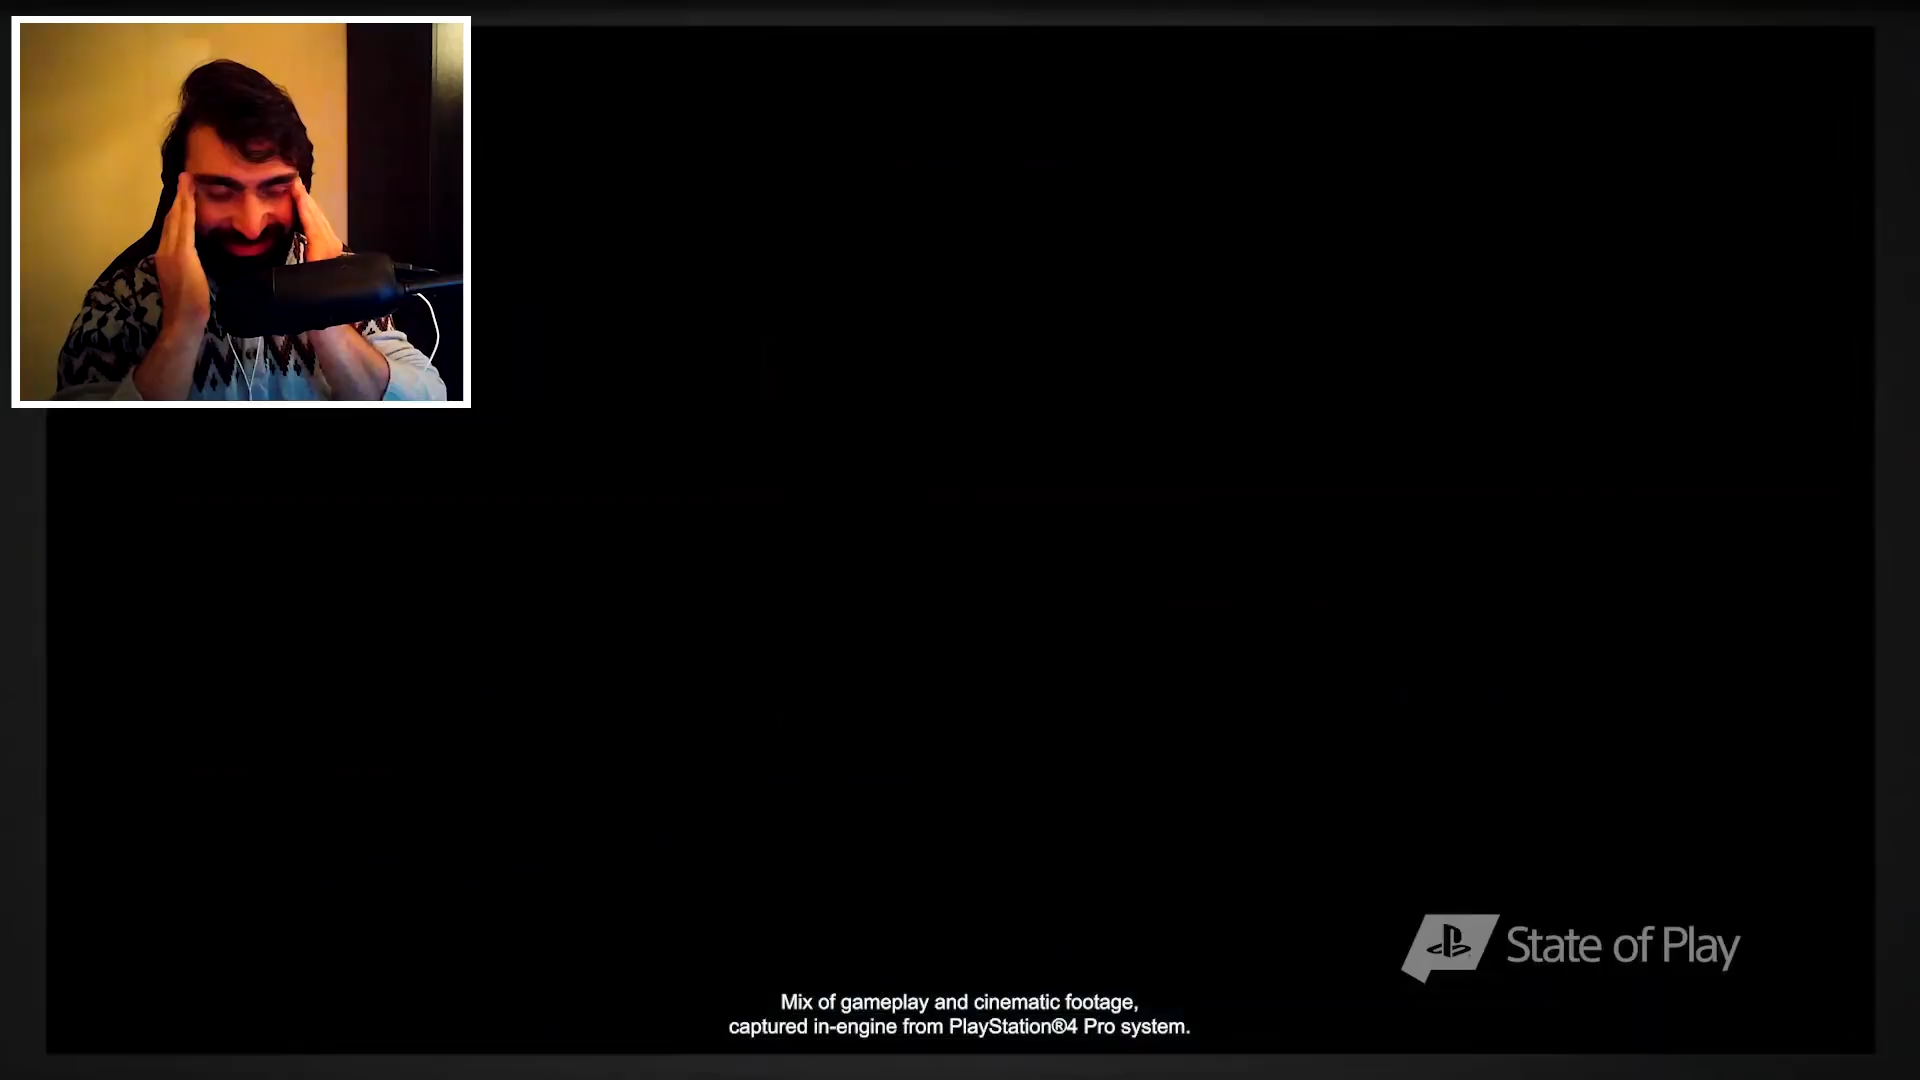 State of Play
Mix of gameplay and cinematic footage,
captured in-engine from PlayStation®4 Pro system.